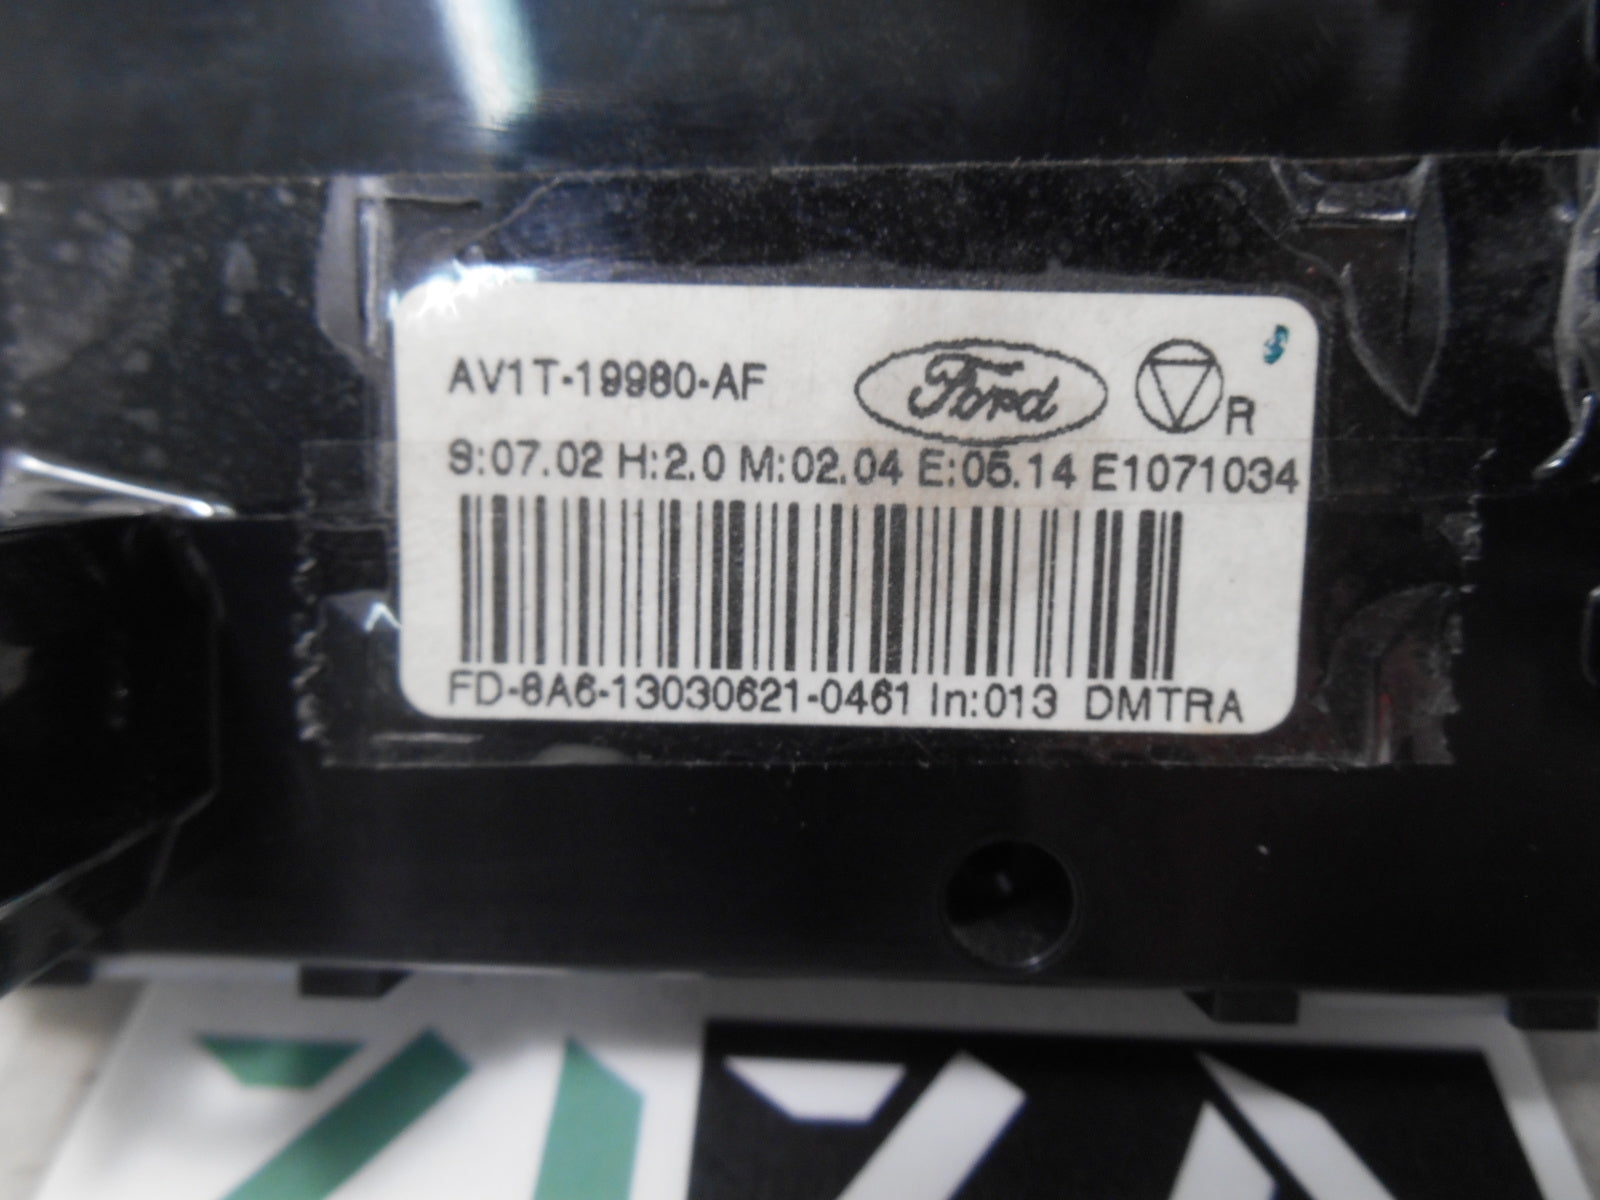 AV1T-19980-AF Ford R
S:07.02 H:2.0 M:02.04 E:05.14 E1071034
FD-8A6-13030621-0461 In:013 DMTRA